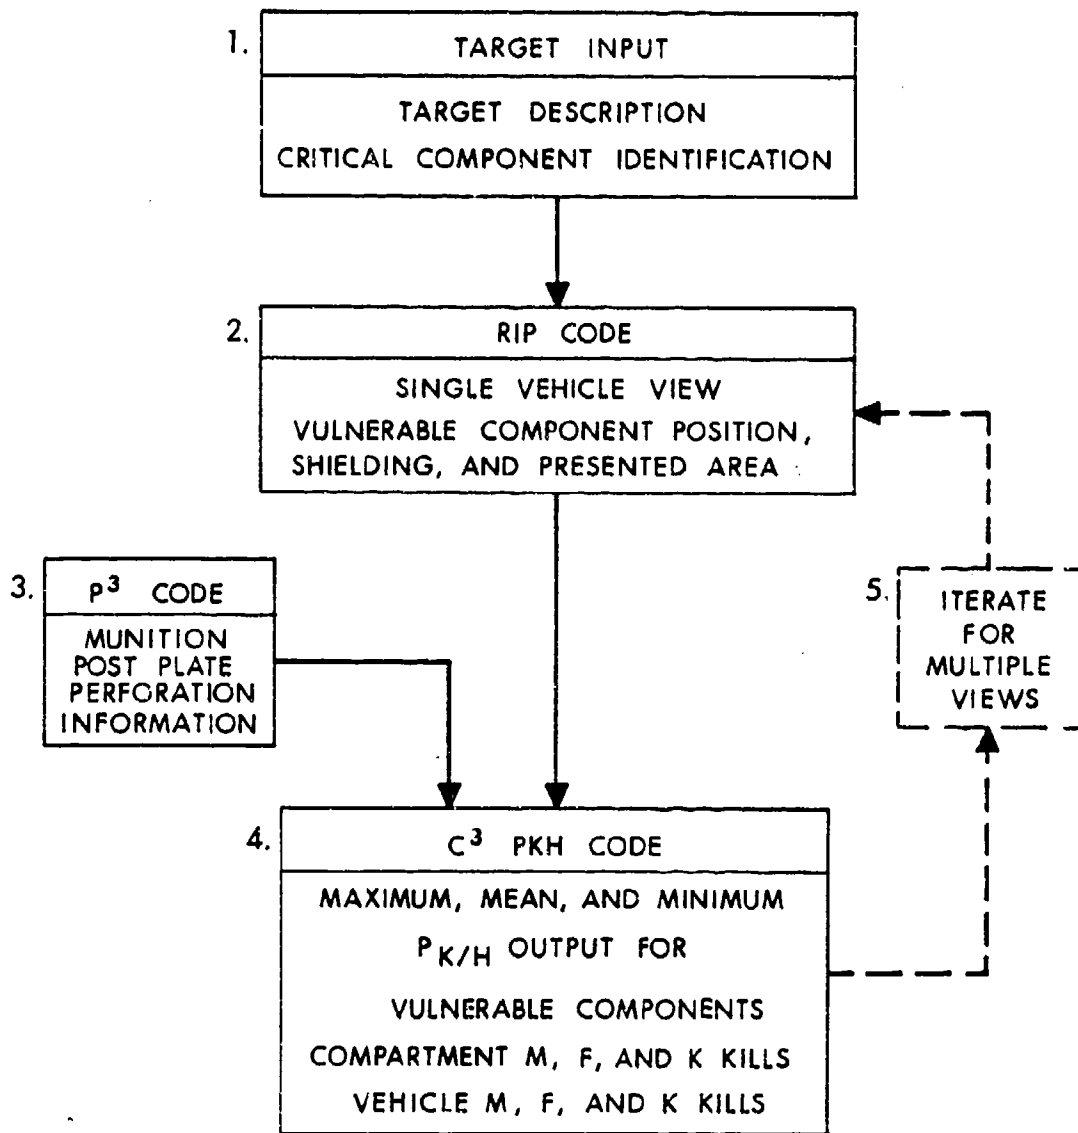 1.
TARGET INPUT
TARGET DESCRIPTION
CRITICAL COMPONENT IDENTIFICATION
2.
RIP CODE
SINGLE VEHICLE VIEW
VULNERABLE COMPONENT POSITION,
SHIELDING, AND PRESENTED AREA
3.
P³ CODE
MUNITION
POST PLATE
PERFORATION
INFORMATION
5.
ITERATE
FOR
MULTIPLE
VIEWS
4.
C³ PKH CODE
MAXIMUM, MEAN, AND MINIMUM
P K/H OUTPUT FOR
VULNERABLE COMPONENTS
COMPARTMENT M, F, AND K KILLS
VEHICLE M, F, AND K KILLS